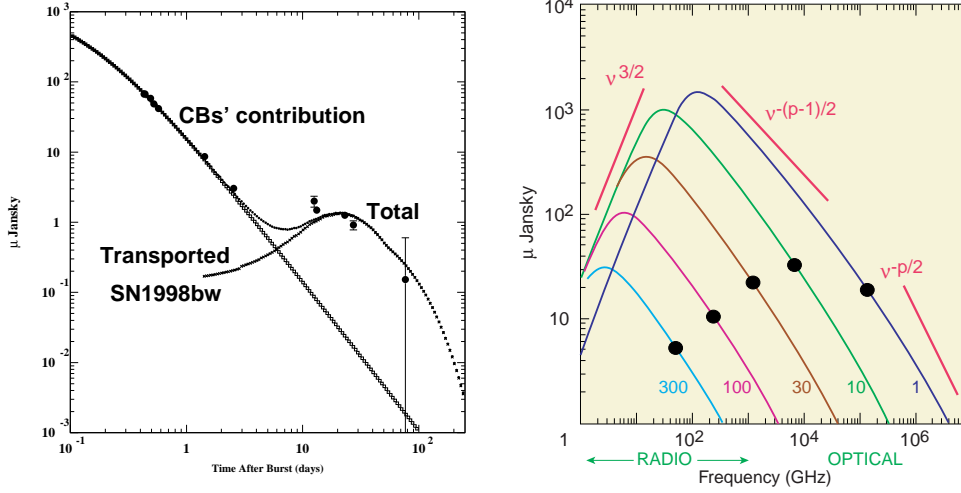 10³
10²
10
1
10⁻¹
10⁻²
10⁻³
μ Jansky
CBs' contribution
Total
Transported
SN1998bw
10⁻¹
1
10
10²
Time After Burst (days)
10⁴
10³
10²
10
μ Jansky
ν³/²
ν-(p-1)/2
ν-p/2
300
100
30
10
1
1
10²
10⁴
10⁶
RADIO
OPTICAL
Frequency (GHz)